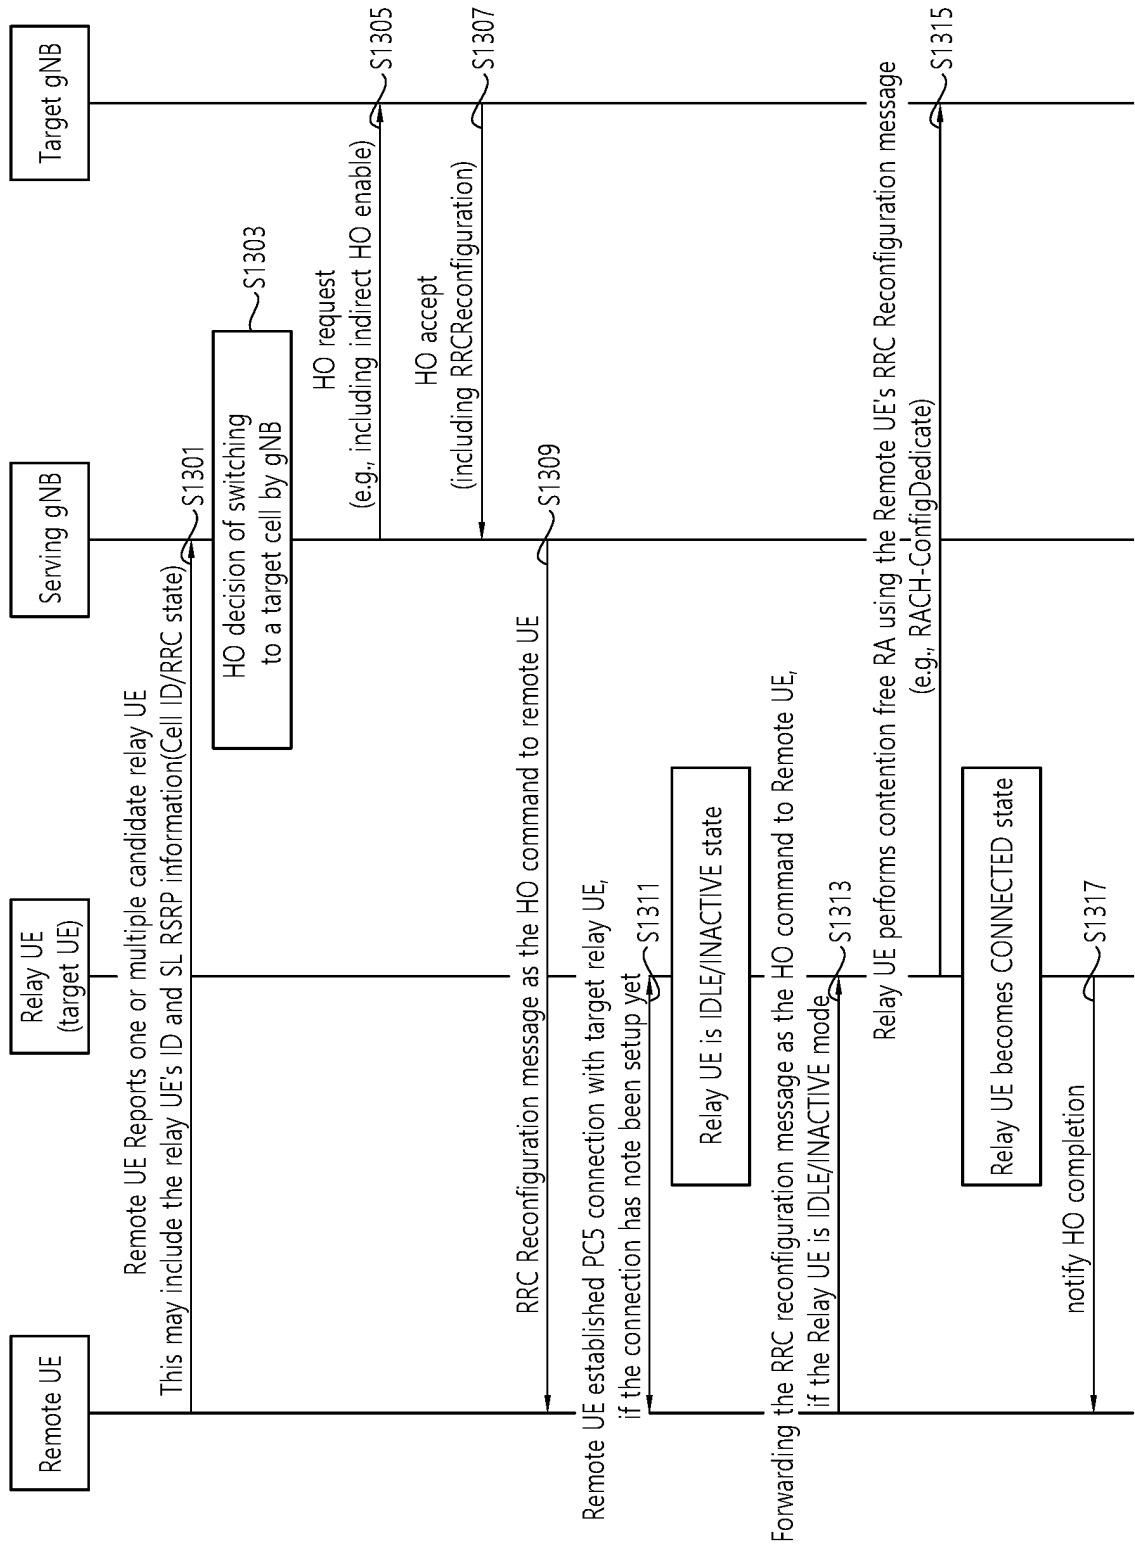 Remote UE
Relay UE
(target UE)
Serving gNB
Target gNB
Remote UE Reports one or multiple candidate relay UE
This may include the relay UE's ID and SL RSRP information(Cell ID/RRC state)
S1301
HO decision of switching
to a target cell by gNB
S1303
HO request
(e.g., including indirect HO enable)
S1305
HO accept
(including RRCReconfiguration)
S1307
RRC Reconfiguration message as the HO command to remote UE
S1309
Remote UE established PC5 connection with target relay UE,
if the connection has note been setup yet
S1311
Relay UE is IDLE/INACTIVE state
Forwarding the RRC reconfiguration message as the HO command to Remote UE,
if the Relay UE is IDLE/INACTIVE mode
S1313
Relay UE performs contention free RA using the Remote UE's RRC Reconfiguration message
(e.g., RACH-ConfigDedicate)
S1315
Relay UE becomes CONNECTED state
notify HO completion
S1317